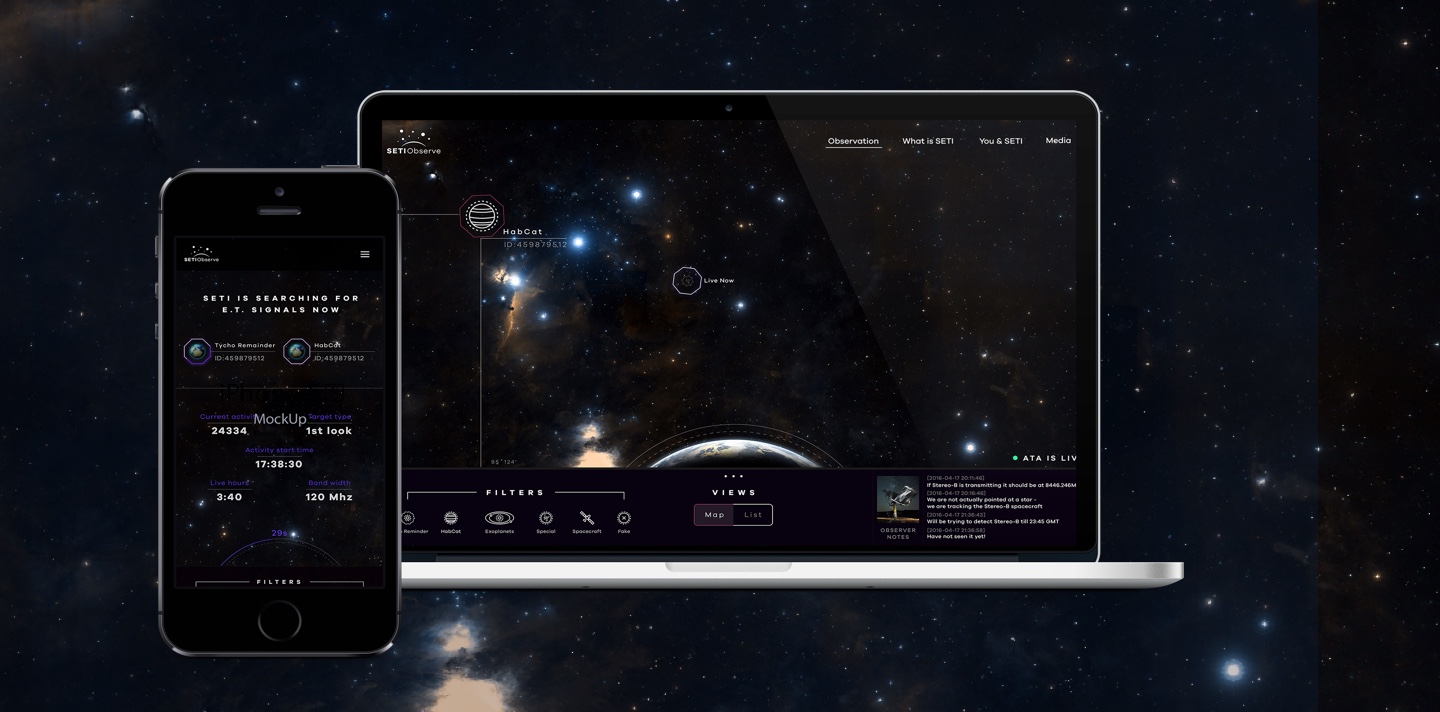 SETI Observe
Observation
What is SETI
You & SETI
Media
HabCat
ID:459879512
Live Now
95°124'
ATA IS LIV
FILTERS
Reminder
HabCat
Exoplanets
Special
Spacecraft
Fake
VIEWS
Map
List
OBSERVER
NOTES
[2016-04-17 20:11:46]
If Stereo-B is transmitting it should be at 8446.246M
[2016-04-17 20:16:46]
We are not actually pointed at a star -
we are tracking the Stereo-B spacecraft
[2016-04-17 21:36:43]
Will be trying to detect Stereo-B till 23:45 GMT
[2016-04-17 21:36:58]
Have not seen it yet!
SETI Observe
SETI IS SEARCHING FOR
E.T. SIGNALS NOW
Tycho Remainder
ID:459879512
HabCat
ID:459879512
MockUp
Current activi
24334
Target type
1st look
Activity start time
17:38:30
Live hours
3:40
Band width
120 Mhz
29s
FILTERS